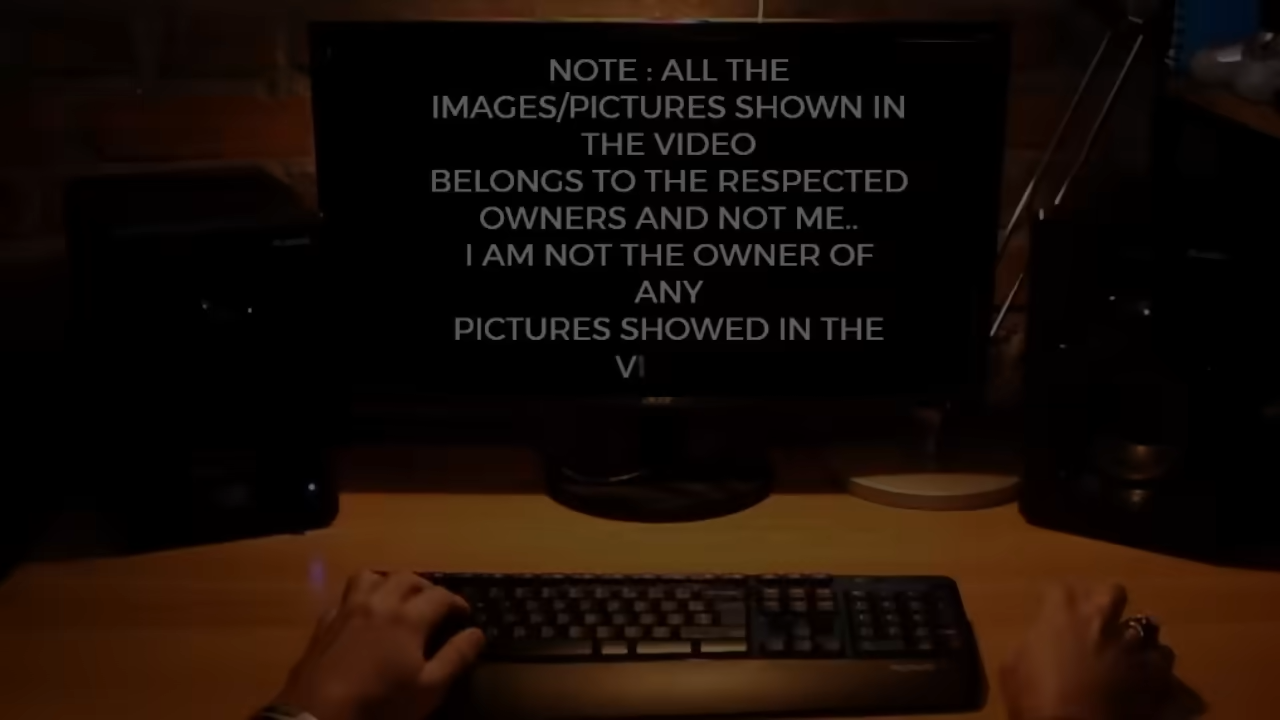 NOTE : ALL THE
IMAGES/PICTURES SHOWN IN
THE VIDEO
BELONGS TO THE RESPECTED
OWNERS AND NOT ME..
I AM NOT THE OWNER OF
ANY
PICTURES SHOWED IN THE
VI